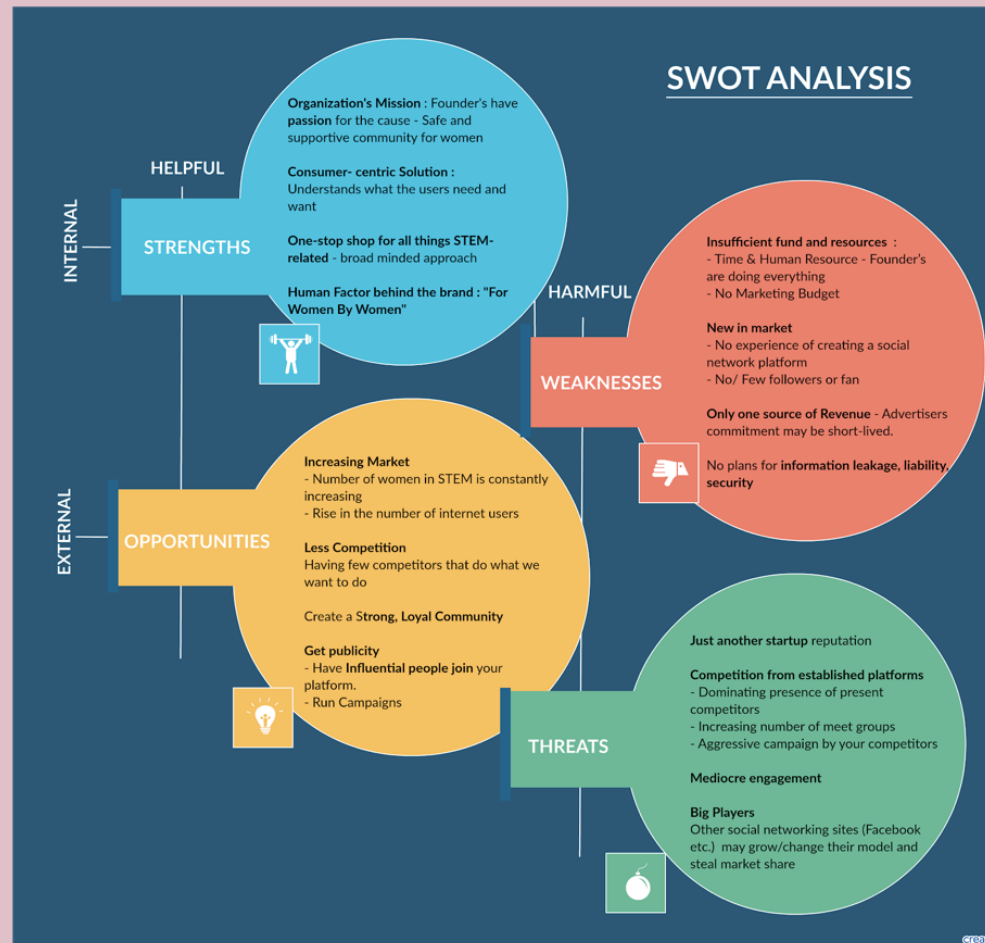 SWOT ANALYSIS
HELPFUL
INTERNAL
STRENGTHS
Organization's Mission : Founder's have
passion for the cause - Safe and
supportive community for women
Consumer- centric Solution :
Understands what the users need and
want
One-stop shop for all things STEM-
related - broad minded approach
Human Factor behind the brand : "For
Women By Women"
HARMFUL
WEAKNESSES
Insufficient fund and resources :
- Time & Human Resource - Founder's
are doing everything
- No Marketing Budget
New in market
- No experience of creating a social
network platform
- No/ Few followers or fan
Only one source of Revenue - Advertisers
commitment may be short-lived.
No plans for information leakage, liability,
security
EXTERNAL
OPPORTUNITIES
Increasing Market
- Number of women in STEM is constantly
increasing
- Rise in the number of internet users
Less Competition
Having few competitors that do what we
want to do
Create a Strong, Loyal Community
Get publicity
- Have Influential people join your
platform.
- Run Campaigns
THREATS
Just another startup reputation
Competition from established platforms
- Dominating presence of present
competitors
- Increasing number of meet groups
- Aggressive campaign by your competitors
Mediocre engagement
Big Players
Other social networking sites (Facebook
etc.) may grow/change their model and
steal market share